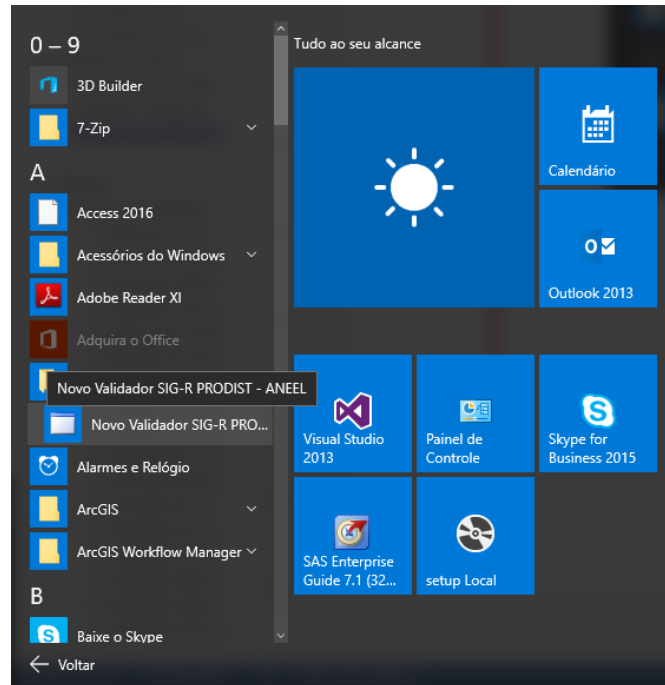 0 – 9
3D Builder
7-Zip
A
Access 2016
Acessórios do Windows
Adobe Reader XI
Adquira o Office
Novo Validador SIG-R PRODIST - ANEEL
Novo Validador SIG-R PRO...
Alarmes e Relógio
ArcGIS
ArcGIS Workflow Manager
B
Baixe o Skype
Voltar
Tudo ao seu alcance
Calendário
Outlook 2013
Visual Studio
2013
Painel de
Controle
Skype for
Business 2015
SAS Enterprise
Guide 7.1 (32...
setup Local